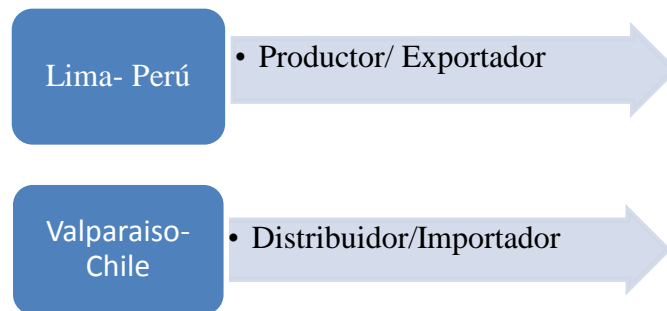 Lima- Perú
• Productor/ Exportador
Valparaiso-
Chile
• Distribuidor/Importador